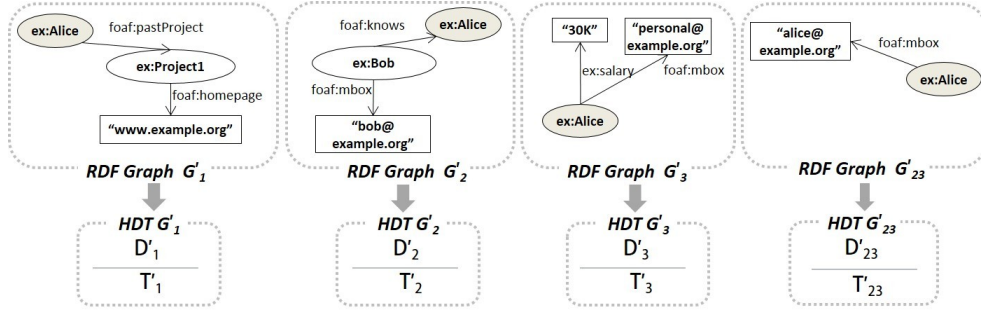 ex:Alice
foaf:pastProject
ex:Project1
foaf:homepage
"www.example.org"
RDF Graph G'1
HDT G'1
D'1
T'1
foaf:knows
ex:Alice
ex:Bob
foaf:mbox
"bob@
example.org"
RDF Graph G'2
HDT G'2
D'2
T'2
"30K"
"personal@
example.org"
ex:salary
foaf:mbox
ex:Alice
RDF Graph G'3
HDT G'3
D'3
T'3
"alice@
example.org"
foaf:mbox
ex:Alice
RDF Graph G'23
HDT G'23
D'23
T'23